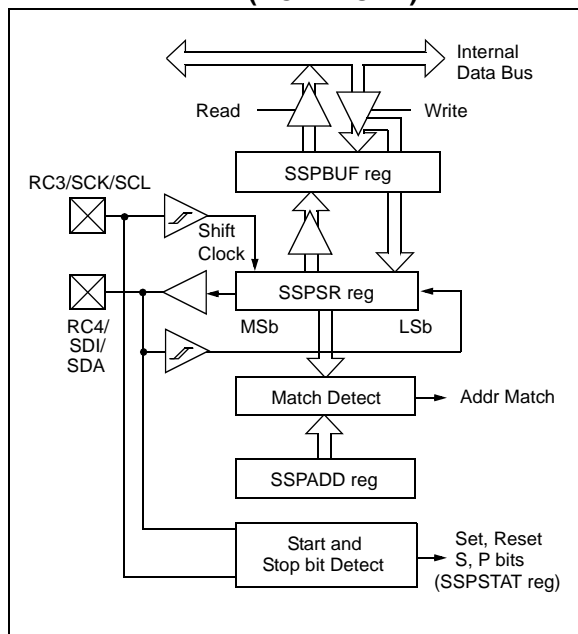 Internal
Data Bus
Read
Write
SSPBUF reg
RC3/SCK/SCL
Shift
Clock
SSPSR reg
MSb
LSb
RC4/
SDI/
SDA
Match Detect
Addr Match
SSPADD reg
Start and
Stop bit Detect
Set, Reset
S, P bits
(SSPSTAT reg)